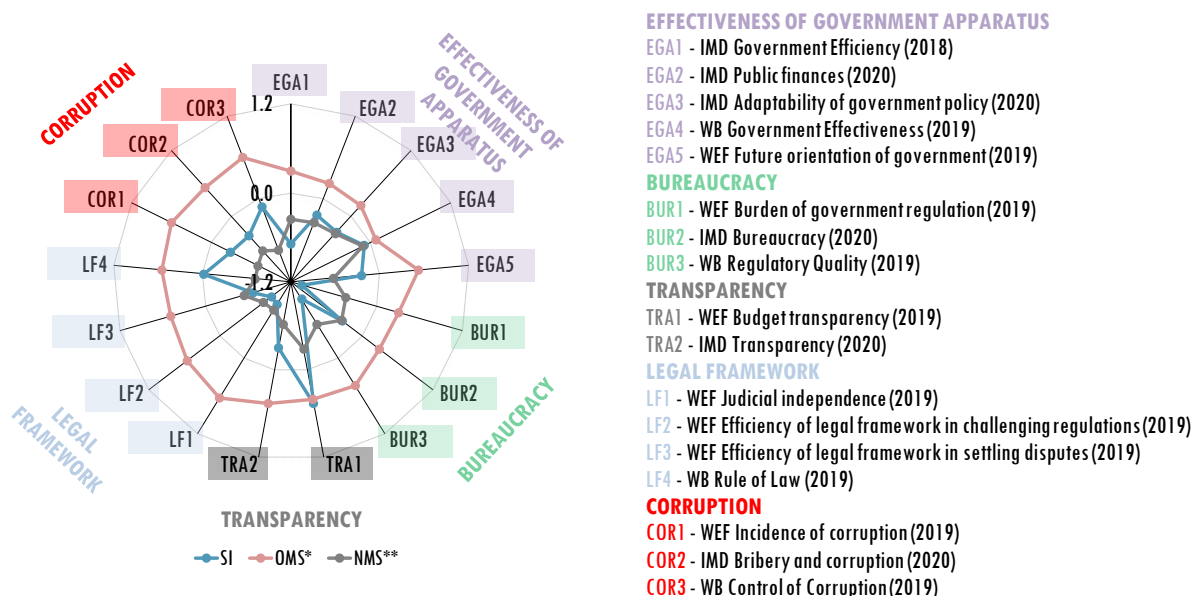 EFFECTIVENESS OF
GOVERNMENT
APPARATUS
CORRUPTION
EGA1
1.2
COR3
EGA2
COR2
EGA3
0.0
COR1
EGA4
LF4
EGA5
-1.2
LF3
BUR1
LF2
BUR2
LF1
BUR3
TRA2
TRA1
LEGAL
FRAMEWORK
BUREAUCRACY
TRANSPARENCY
SI
OMS*
NMS**
EFFECTIVENESS OF GOVERNMENT APPARATUS
EGA1 - IMD Government Efficiency (2018)
EGA2 - IMD Public finances (2020)
EGA3 - IMD Adaptability of government policy (2020)
EGA4 - WB Government Effectiveness (2019)
EGA5 - WEF Future orientation of government (2019)
BUREAUCRACY
BUR1 - WEF Burden of government regulation (2019)
BUR2 - IMD Bureaucracy (2020)
BUR3 - WB Regulatory Quality (2019)
TRANSPARENCY
TRA1 - WEF Budget transparency (2019)
TRA2 - IMD Transparency (2020)
LEGAL FRAMEWORK
LF1 - WEF Judicial independence (2019)
LF2 - WEF Efficiency of legal framework in challenging regulations (2019)
LF3 - WEF Efficiency of legal framework in settling disputes (2019)
LF4 - WB Rule of Law (2019)
CORRUPTION
COR1 - WEF Incidence of corruption (2019)
COR2 - IMD Bribery and corruption (2020)
COR3 - WB Control of Corruption (2019)